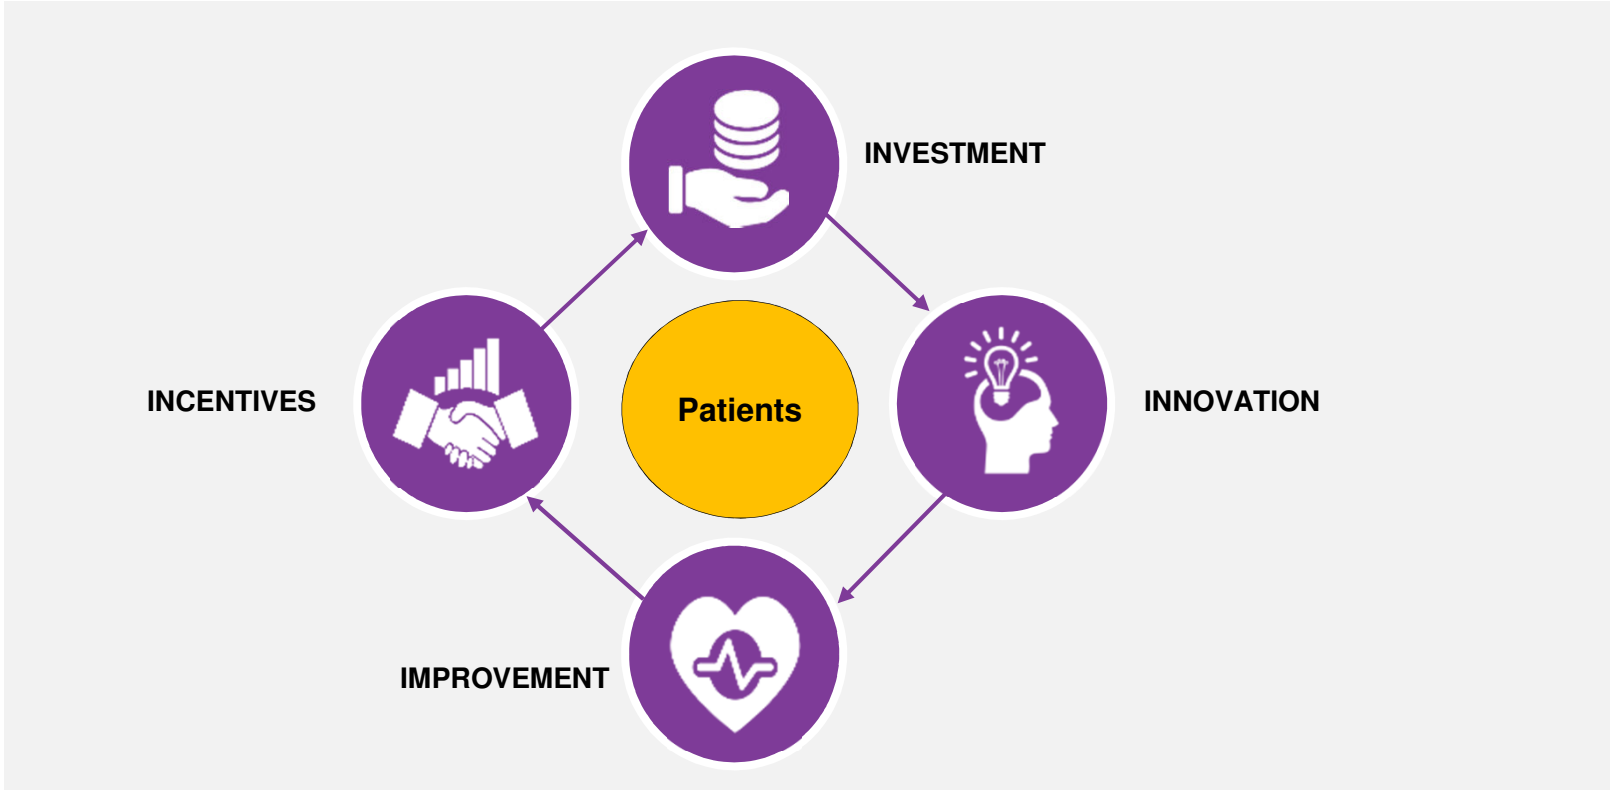 INVESTMENT
INCENTIVES
Patients
INNOVATION
IMPROVEMENT